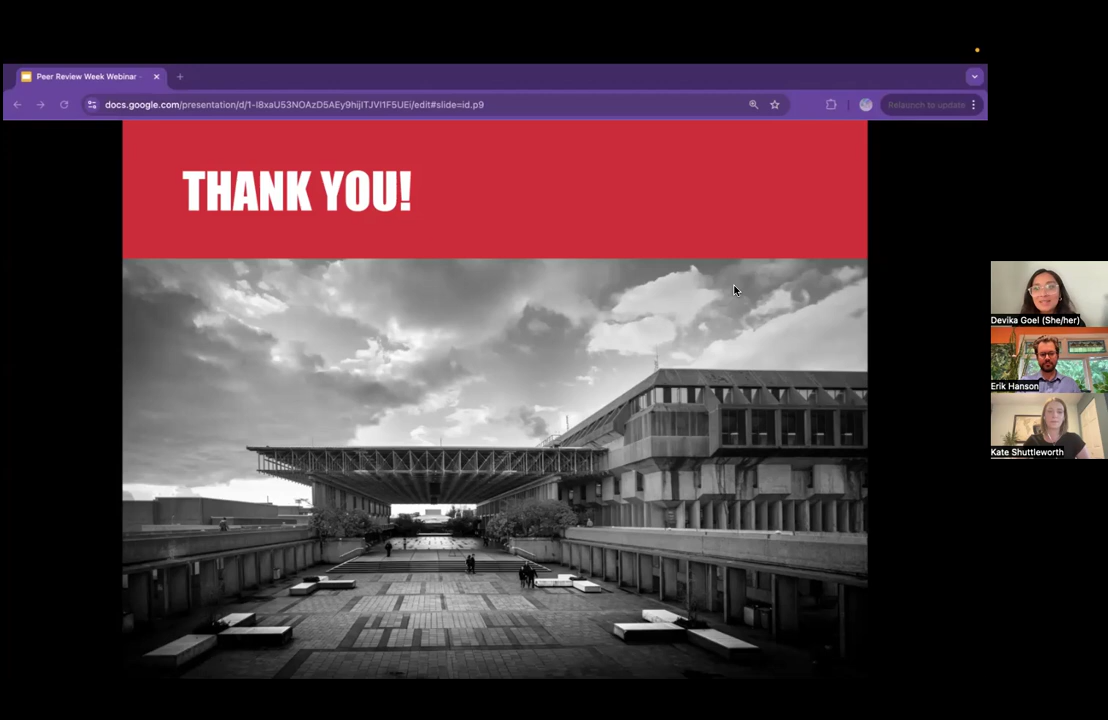 Peer Review Week Webinar
docs.google.com/presentation/d/1-I8xaU53NOAzD5AEy9hijITJVI1F5UEi/edit#slide=id.p9
Relaunch to update
THANK YOU!
Devika Goel (She/her)
Erik Hanson
Kate Shuttleworth